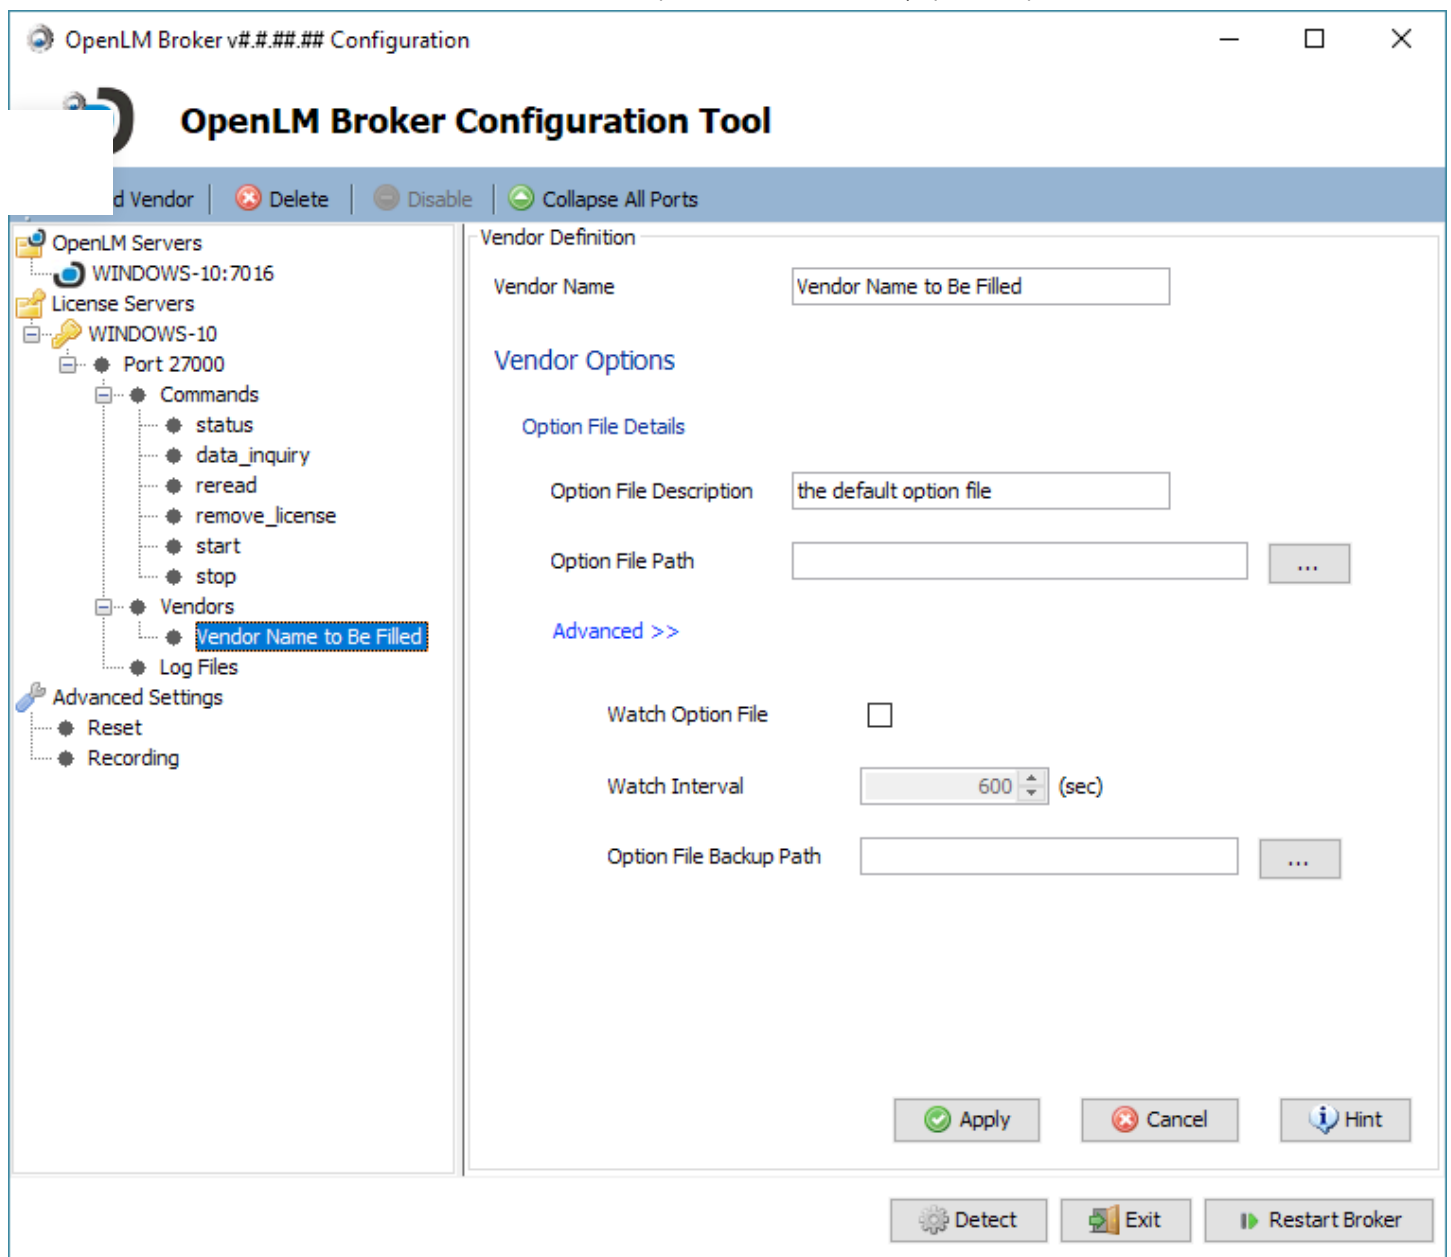 OpenLM Broker v#.#.##.## Configuration
OpenLM Broker Configuration Tool
d Vendor
Delete
Disable
Collapse All Ports
OpenLM Servers
WINDOWS-10:7016
License Servers
WINDOWS-10
Port 27000
Commands
status
data_inquiry
reread
remove_license
start
stop
Vendors
Vendor Name to Be Filled
Log Files
Advanced Settings
Reset
Recording
Vendor Definition
Vendor Name
Vendor Name to Be Filled
Vendor Options
Option File Details
Option File Description
the default option file
Option File Path
...
Advanced >>
Watch Option File
Watch Interval
600
(sec)
Option File Backup Path
...
Apply
Cancel
Hint
Detect
Exit
Restart Broker